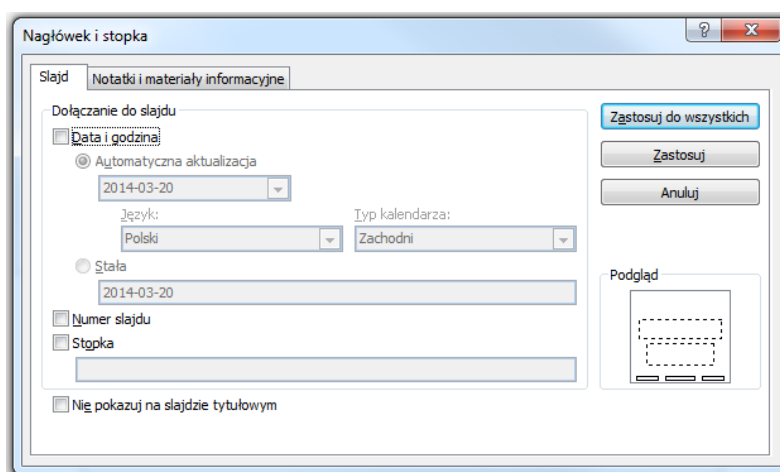 Nagłówek i stopka
Slajd Notatki i materiały informacyjne
Dołączanie do slajdu
Data i godzina
Automatyczna aktualizacja
2014-03-20
Język: Typ kalendarza:
Polski Zachodni
Stała
2014-03-20
Numer slajdu
Stopka
Nie pokazuj na slajdzie tytułowym
Zastosuj do wszystkich
Zastosuj
Anuluj
Podgląd